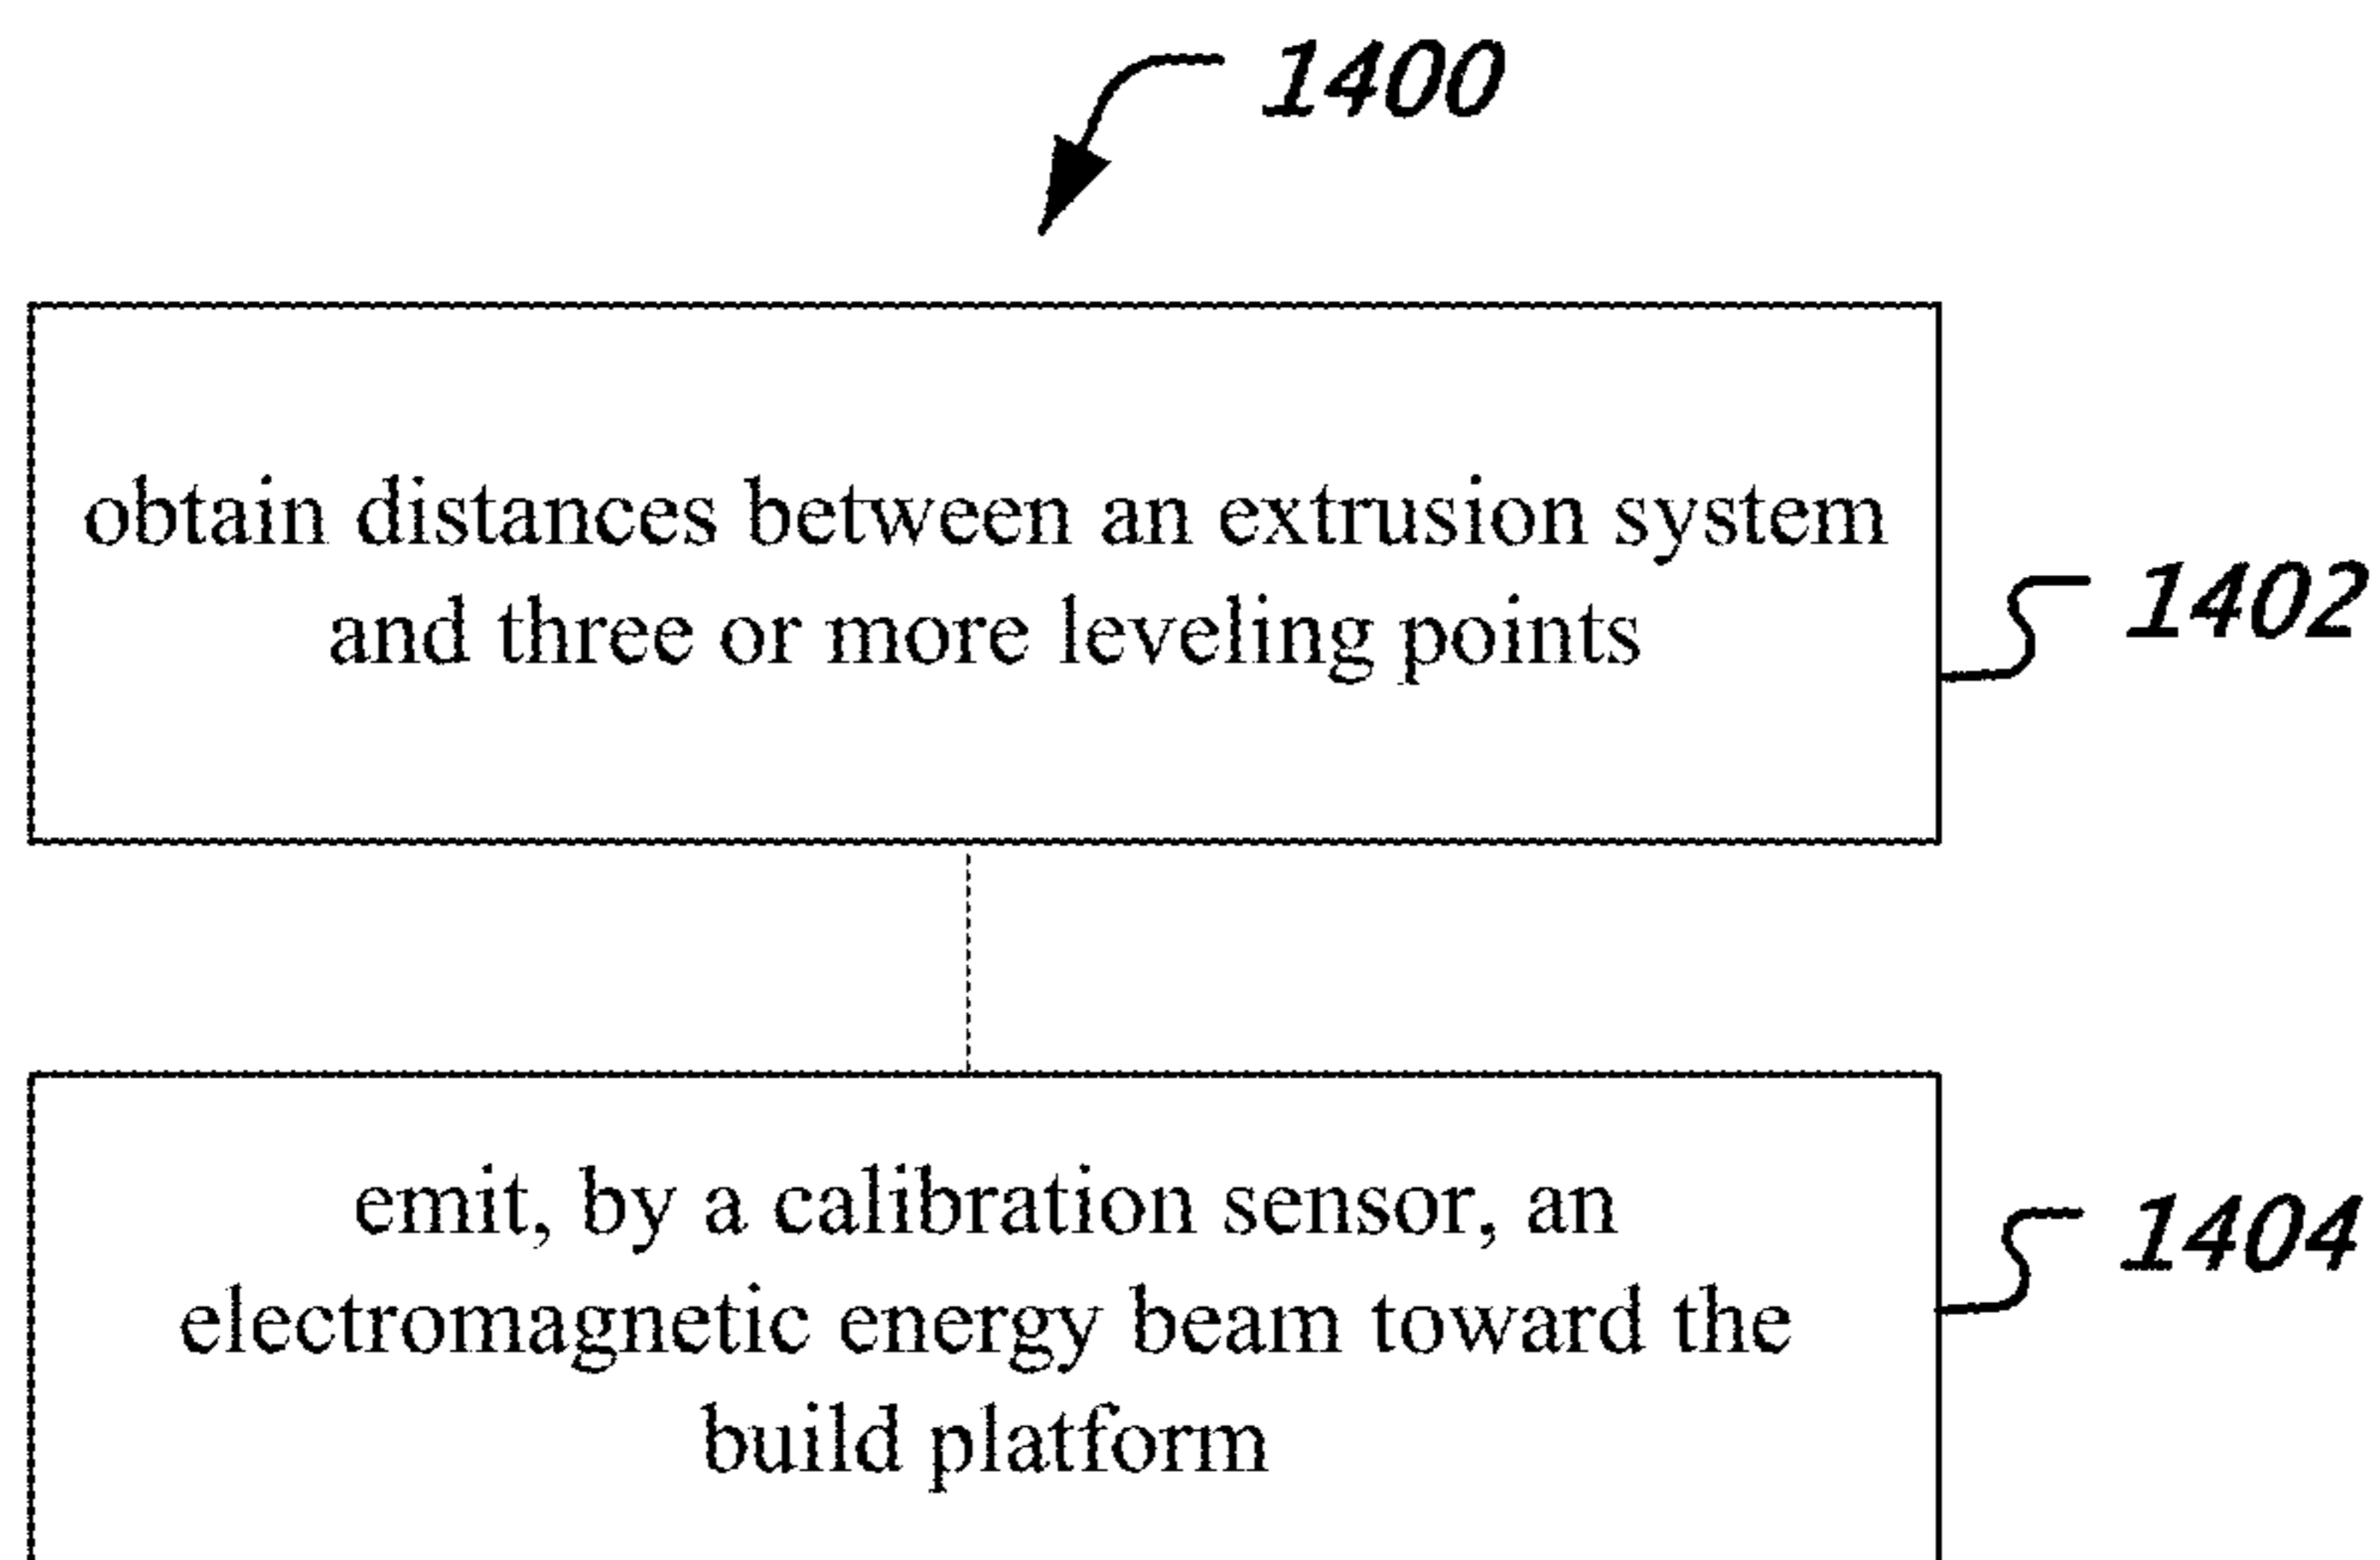 1400
obtain distances between an extrusion system
and three or more leveling points
1402
emit, by a calibration sensor, an
electromagnetic energy beam toward the
build platform
1404